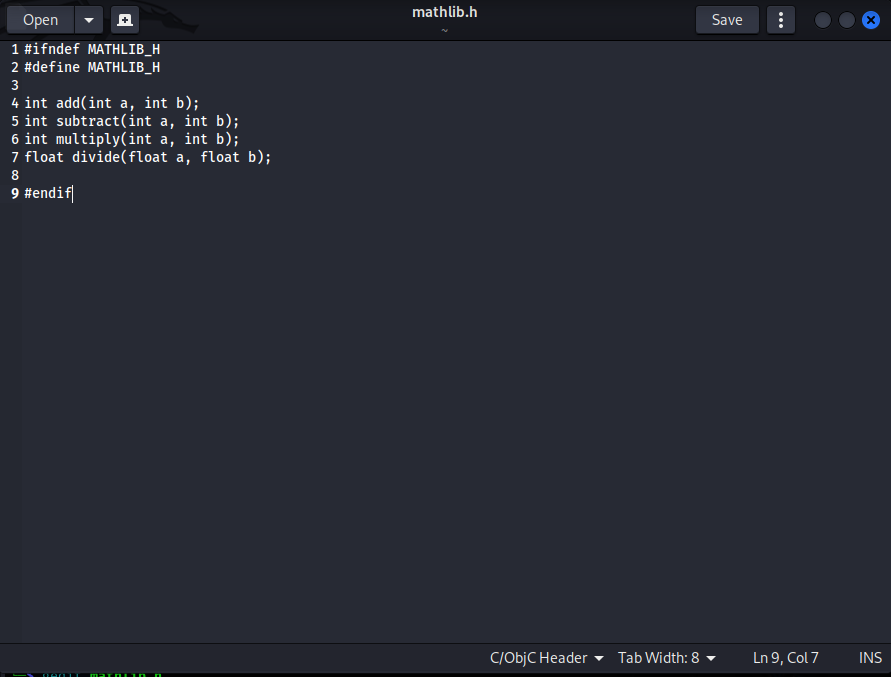 Open
mathlib.h
~
Save
1 #ifndef MATHLIB_H
2 #define MATHLIB_H
3
4 int add(int a, int b);
5 int subtract(int a, int b);
6 int multiply(int a, int b);
7 float divide(float a, float b);
8
9 #endif
C/ObjC Header
Tab Width: 8
Ln 9, Col 7
INS
gedit mathlib.h